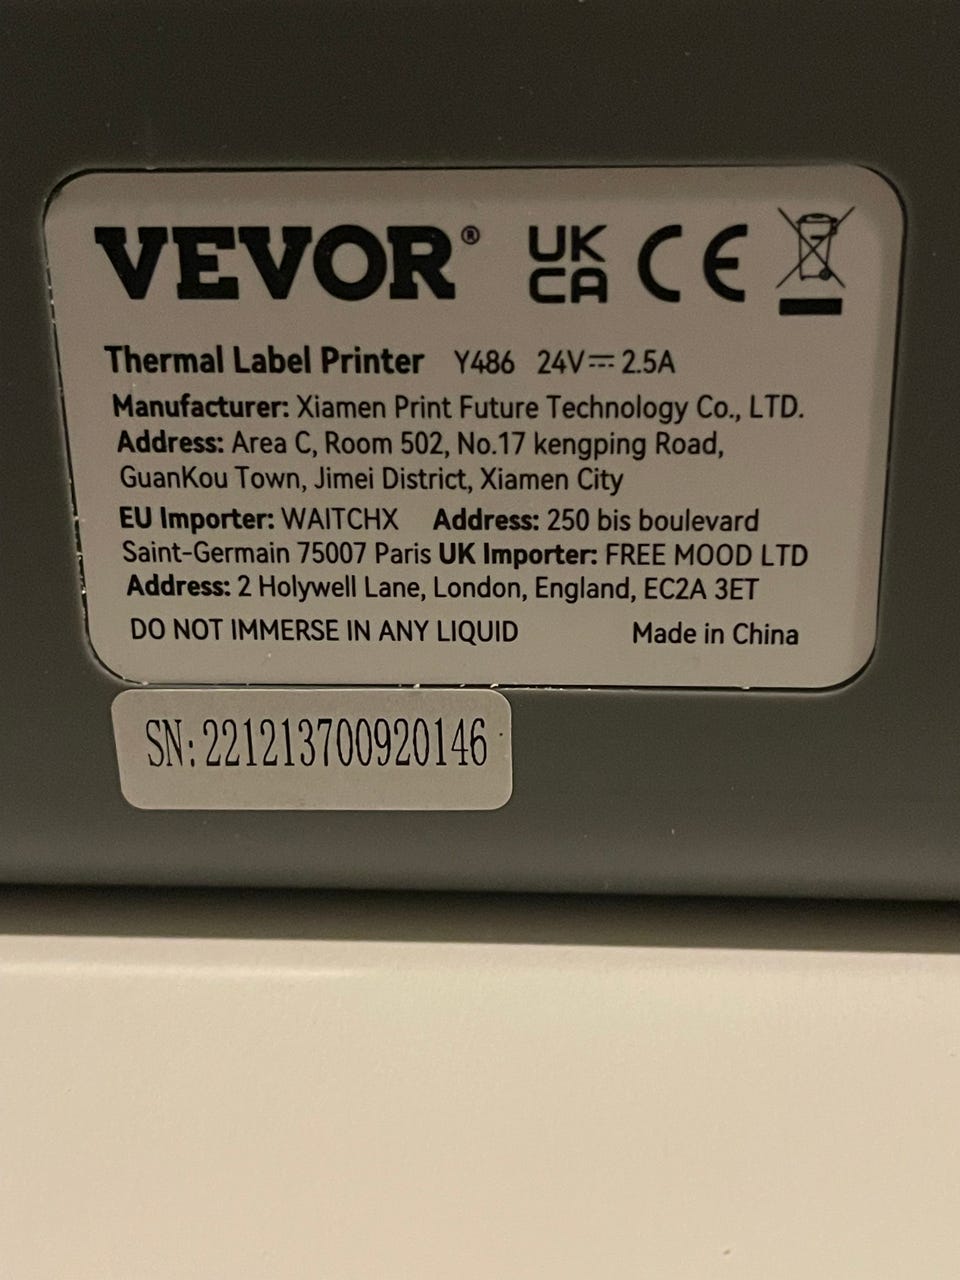 VEVOR® UK CA CE
Thermal Label Printer Y486 24V⎓2.5A
Manufacturer: Xiamen Print Future Technology Co., LTD.
Address: Area C, Room 502, No.17 kengping Road,
GuanKou Town, Jimei District, Xiamen City
EU Importer: WAITCHX Address: 250 bis boulevard
Saint-Germain 75007 Paris UK Importer: FREE MOOD LTD
Address: 2 Holywell Lane, London, England, EC2A 3ET
DO NOT IMMERSE IN ANY LIQUID Made in China
SN:221213700920146